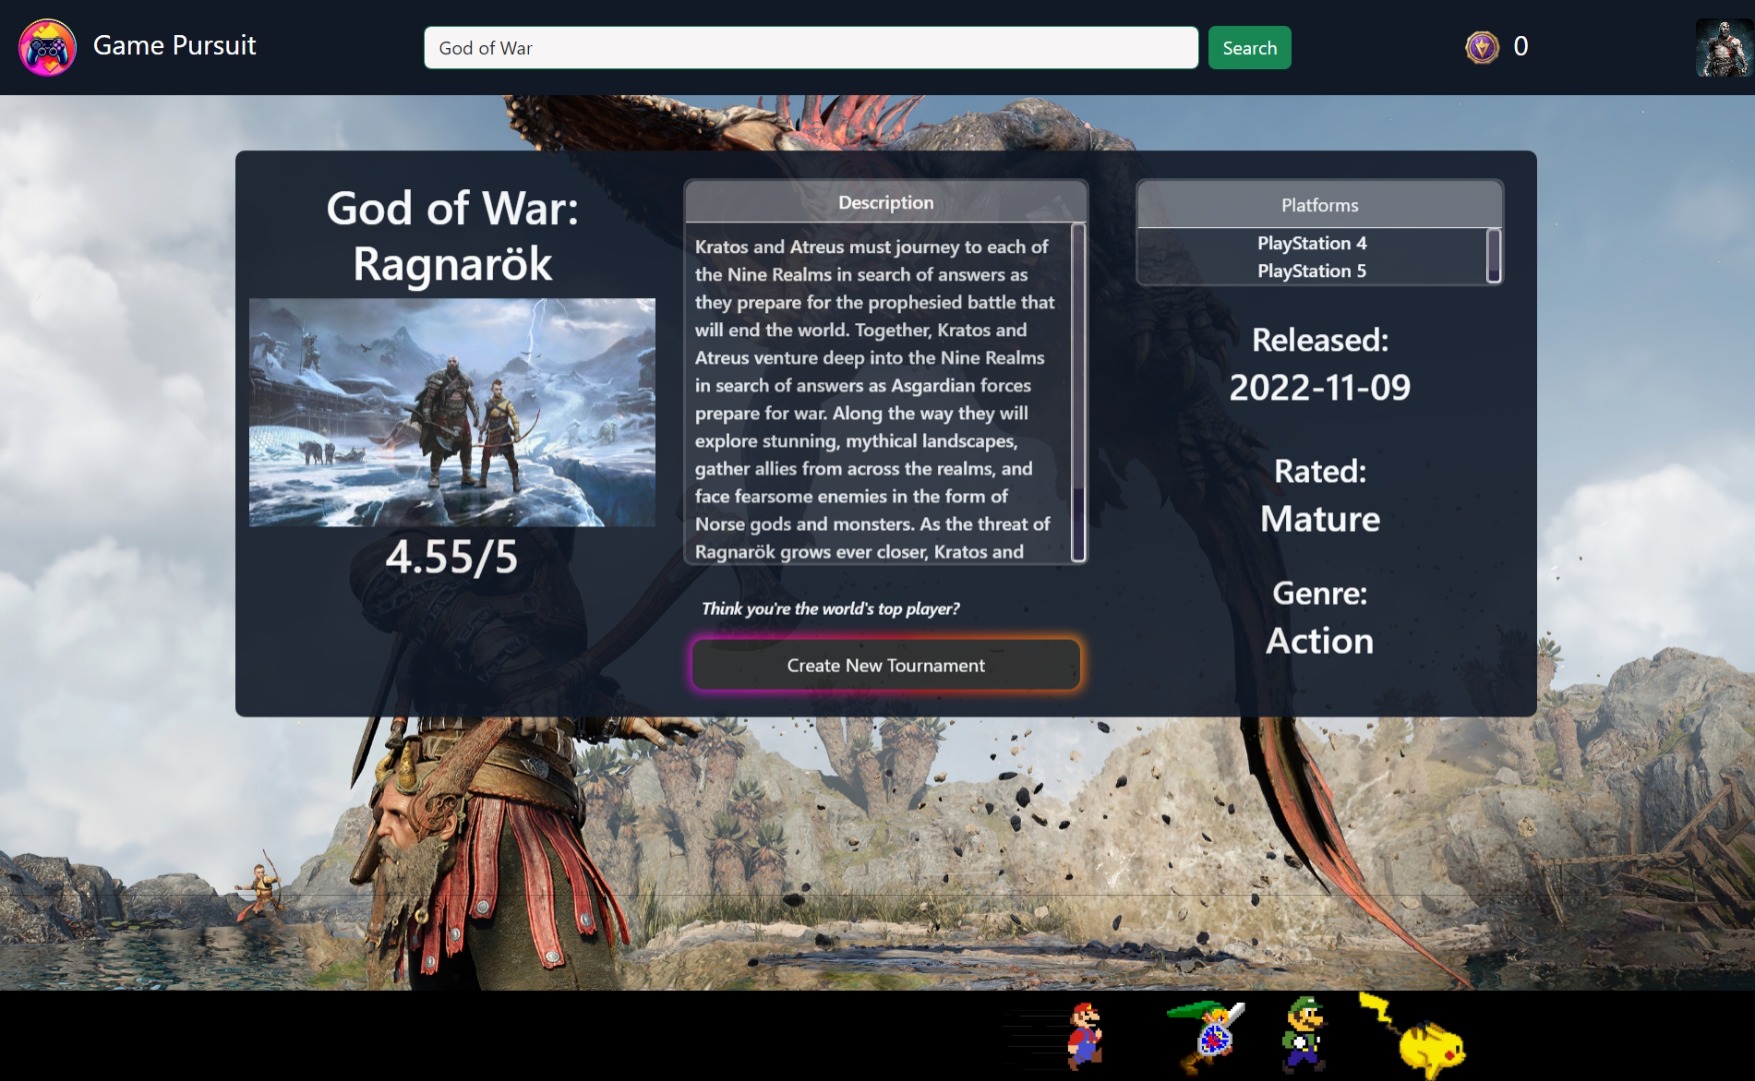 Game Pursuit
God of War
Search
0
God of War:
Ragnarök
4.55/5
Description
Kratos and Atreus must journey to each of
the Nine Realms in search of answers as
they prepare for the prophesied battle that
will end the world. Together, Kratos and
Atreus venture deep into the Nine Realms
in search of answers as Asgardian forces
prepare for war. Along the way they will
explore stunning, mythical landscapes,
gather allies from across the realms, and
face fearsome enemies in the form of
Norse gods and monsters. As the threat of
Ragnarök grows ever closer, Kratos and
Think you're the world's top player?
Create New Tournament
Platforms
PlayStation 4
PlayStation 5
Released:
2022-11-09
Rated:
Mature
Genre:
Action